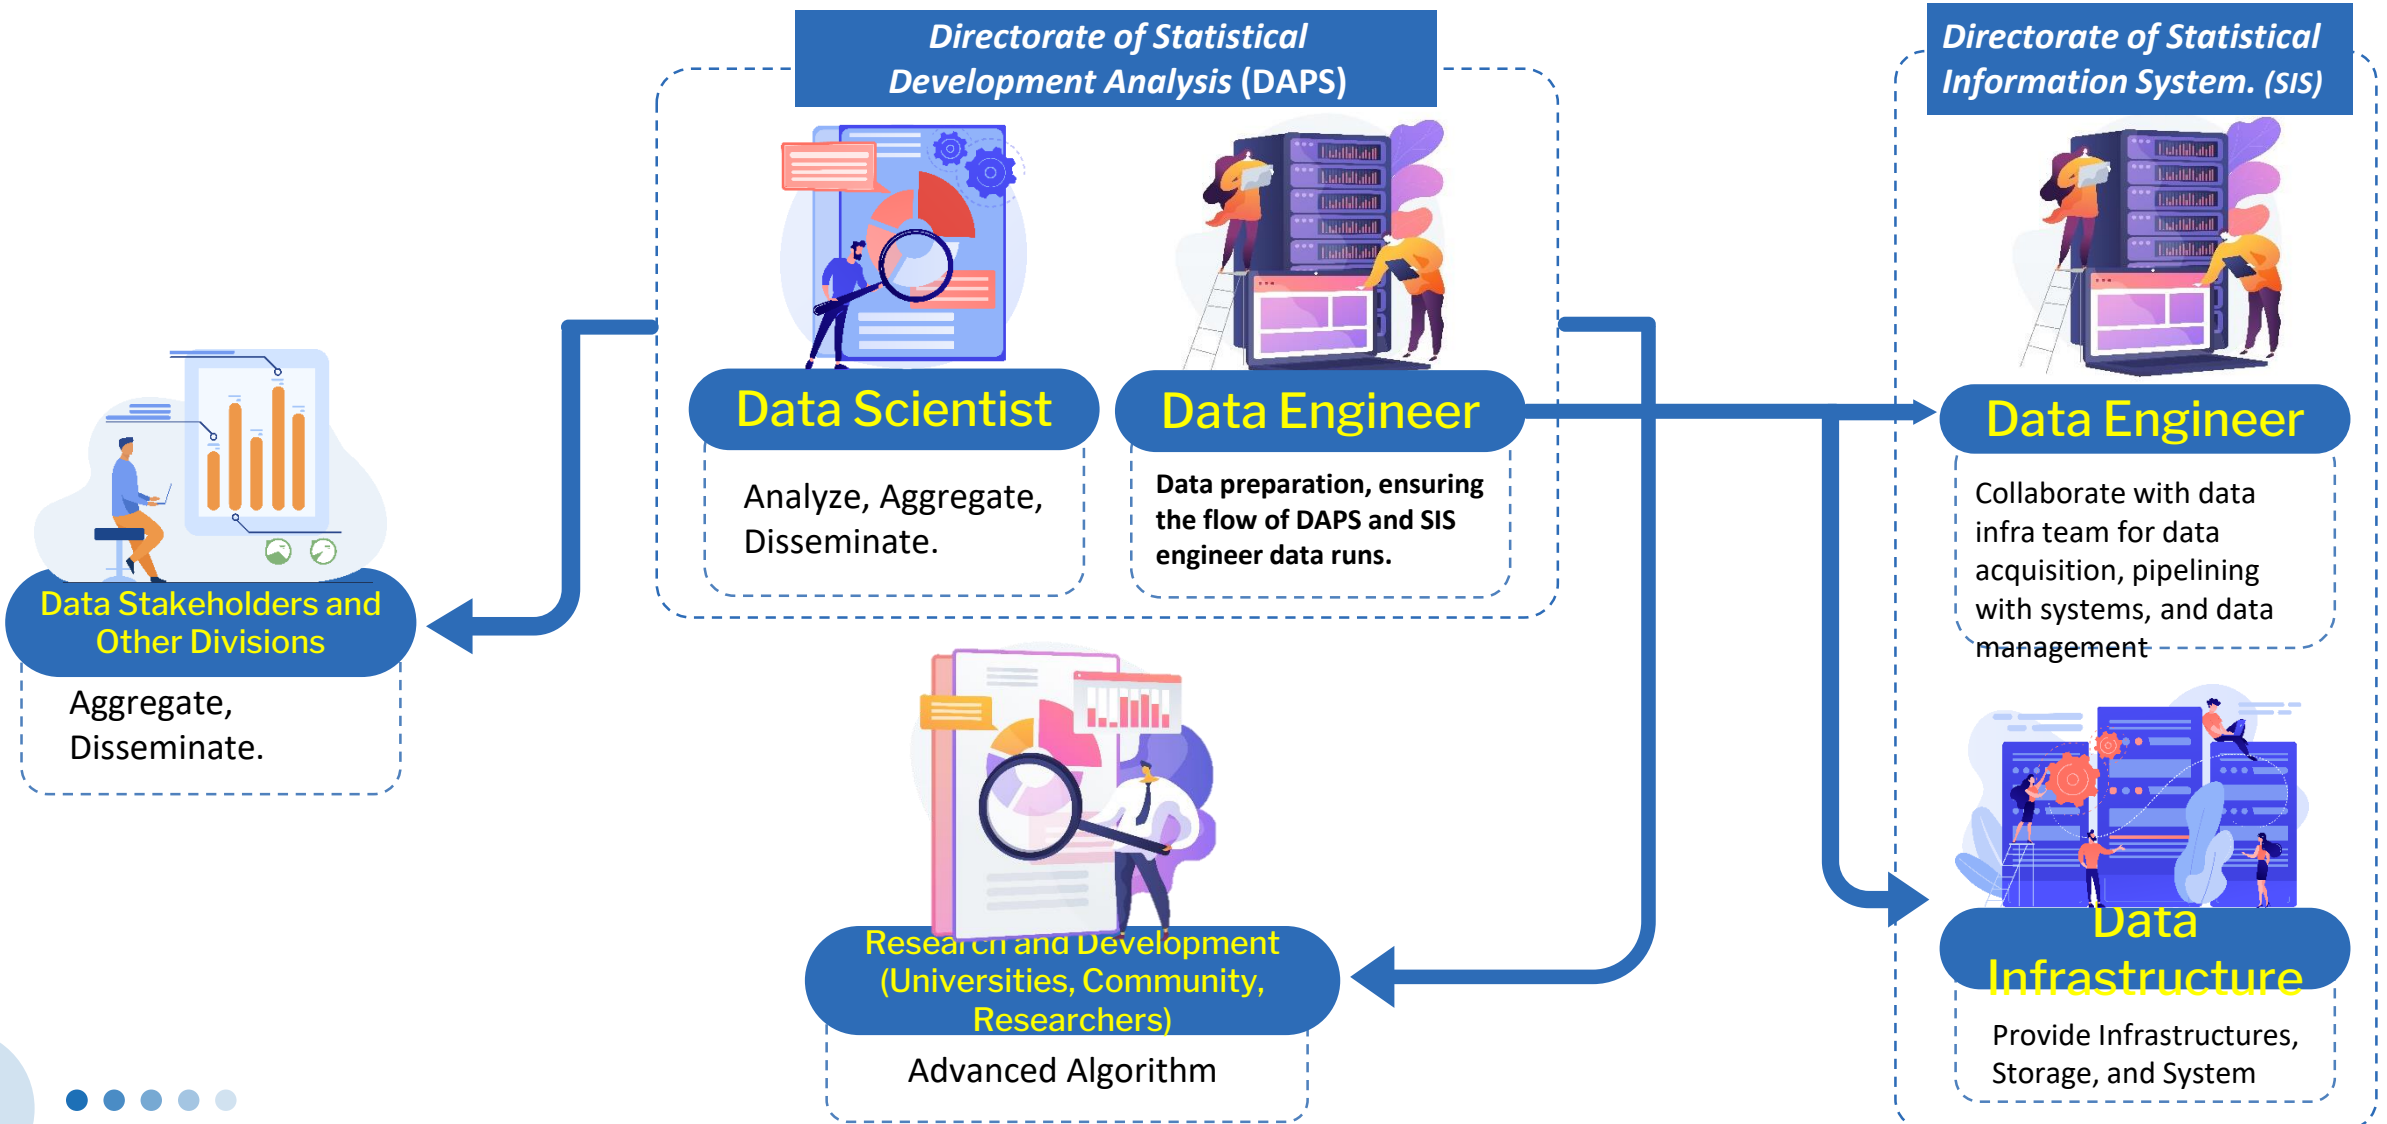 Directorate of Statistical
Development Analysis (DAPS)
Directorate of Statistical
Information System. (SIS)
Data Scientist
Analyze, Aggregate,
Disseminate.
Data Engineer
Data preparation, ensuring
the flow of DAPS and SIS
engineer data runs.
Data Engineer
Collaborate with data
infra team for data
acquisition, pipelining
with systems, and data
management
Data Stakeholders and
Other Divisions
Aggregate,
Disseminate.
Research and Development
(Universities, Community,
Researchers)
Advanced Algorithm
Data
Infrastructure
Provide Infrastructures,
Storage, and System